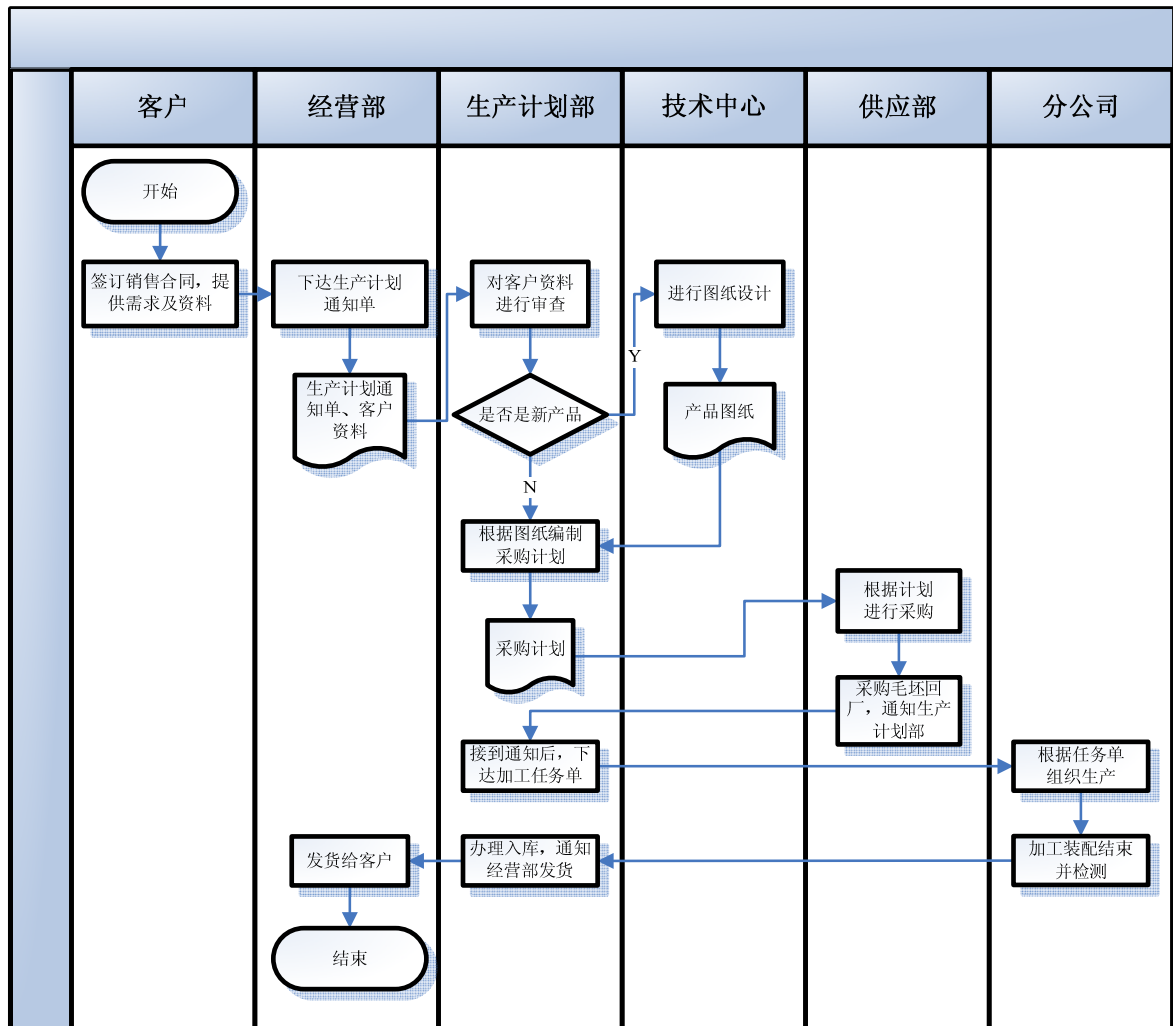 客户
经营部
生产计划部
技术中心
供应部
分公司
开始
签订销售合同，提
供需求及资料
下达生产计划
通知单
对客户资料
进行审查
进行图纸设计
Y
生产计划通
知单、客户
资料
是否是新产品
产品图纸
N
根据图纸编制
采购计划
根据计划
进行采购
采购计划
采购毛坯回
厂，通知生产
计划部
接到通知后，下
达加工任务单
根据任务单
组织生产
发货给客户
办理入库，通知
经营部发货
加工装配结束
并检测
结束